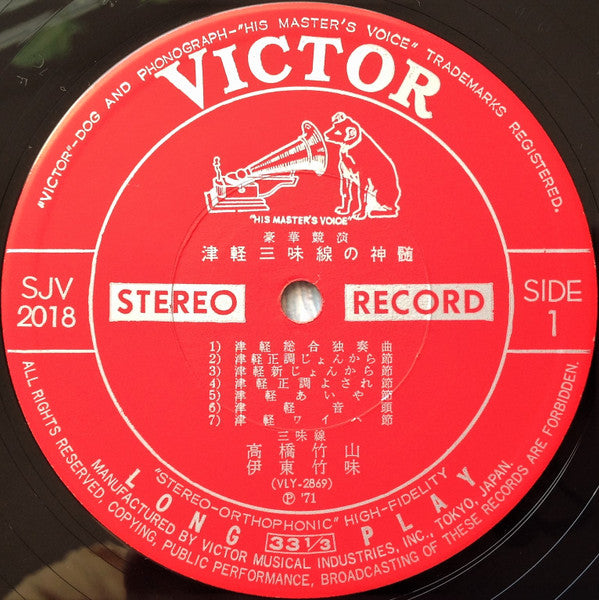 "VICTOR"–DOG AND PHONOGRAPH–"HIS MASTER'S VOICE" TRADEMARKS REGISTERED.
VICTOR
"HIS MASTER'S VOICE"
豪華競演
津軽三味線の神髄
SJV
2018
STEREO
RECORD
SIDE
1
1) 津軽総合独奏曲
2) 津軽正調じょんから節
3) 津軽新じょんから節
4) 津軽正調よされ節
5) 津軽あいや節
6) 津軽音頭
7) 津軽ワイハ節
三味線
高橋竹山
伊東竹味
(VLY-2869)
Ⓟ '71
"STEREO-ORTHOPHONIC" HIGH-FIDELITY
LONG 33 1/3 PLAY
ALL RIGHTS RESERVED, COPYING, PUBLIC PERFORMANCE, BROADCASTING OF THESE RECORDS ARE FORBIDDEN.
MANUFACTURED BY VICTOR MUSICAL INDUSTRIES, INC., TOKYO, JAPAN.